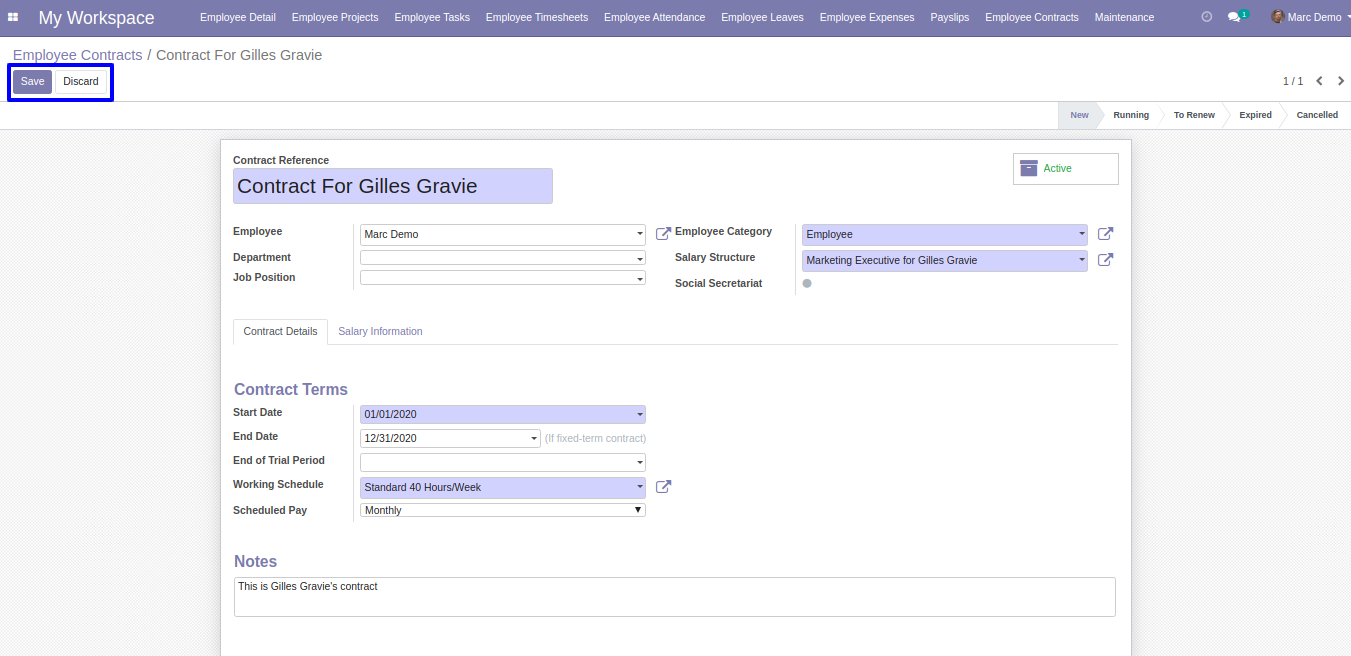 My Workspace Employee Detail Employee Projects Employee Tasks Employee Timesheets Employee Attendance Employee Leaves Employee Expenses Payslips Employee Contracts Maintenance 1 Marc Demo
Employee Contracts / Contract For Gilles Gravie
Save Discard 1 / 1
New Running To Renew Expired Cancelled
Contract Reference
Active
Contract For Gilles Gravie
Employee Marc Demo Employee Category Employee
Department Salary Structure Marketing Executive for Gilles Gravie
Job Position Social Secretariat
Contract Details Salary Information
Contract Terms
Start Date 01/01/2020
End Date 12/31/2020 (If fixed-term contract)
End of Trial Period
Working Schedule Standard 40 Hours/Week
Scheduled Pay Monthly
Notes
This is Gilles Gravie's contract